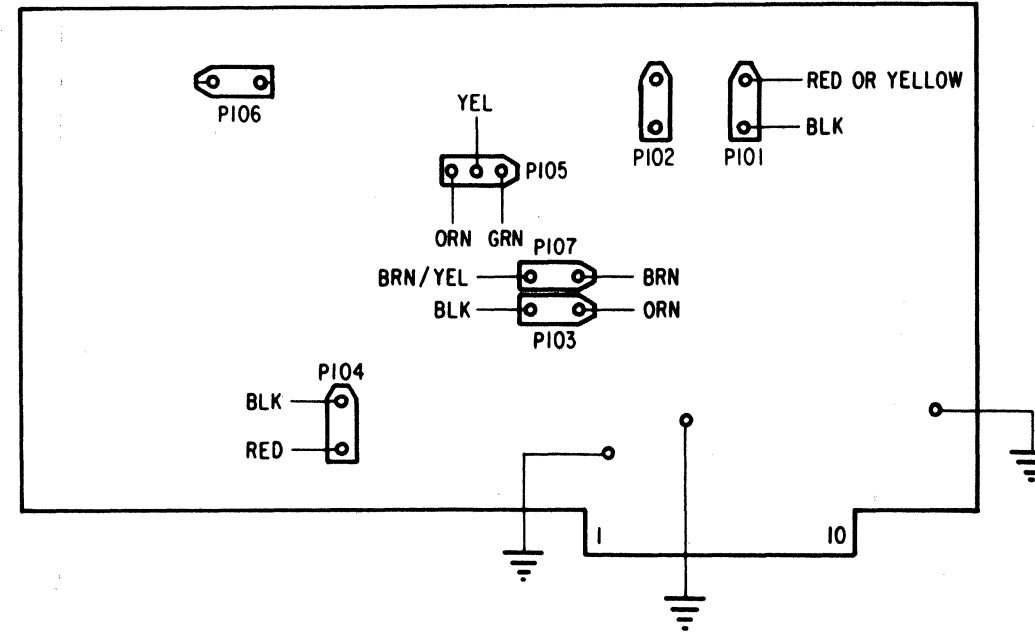 RED OR YELLOW
P106
YEL
BLK
P102
P101
P105
ORN GRN
P107
BRN/YEL
BRN
BLK
ORN
P103
P104
BLK
RED
1
10